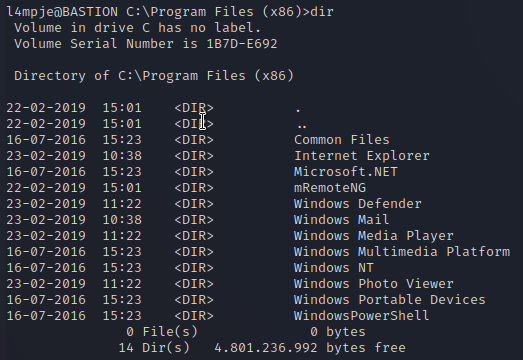 l4mpje@BASTION C:\Program Files (x86)>dir
 Volume in drive C has no label.
 Volume Serial Number is 1B7D-E692

 Directory of C:\Program Files (x86)

22-02-2019  15:01    <DIR>          .
22-02-2019  15:01    <DIR>          ..
16-07-2016  15:23    <DIR>          Common Files
23-02-2019  10:38    <DIR>          Internet Explorer
16-07-2016  15:23    <DIR>          Microsoft.NET
22-02-2019  15:01    <DIR>          mRemoteNG
23-02-2019  11:22    <DIR>          Windows Defender
23-02-2019  10:38    <DIR>          Windows Mail
23-02-2019  11:22    <DIR>          Windows Media Player
16-07-2016  15:23    <DIR>          Windows Multimedia Platform
16-07-2016  15:23    <DIR>          Windows NT
23-02-2019  11:22    <DIR>          Windows Photo Viewer
16-07-2016  15:23    <DIR>          Windows Portable Devices
16-07-2016  15:23    <DIR>          WindowsPowerShell
               0 File(s)              0 bytes
              14 Dir(s)   4.801.236.992 bytes free